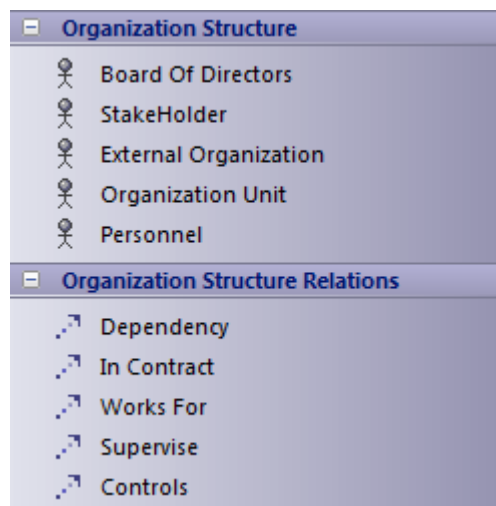 Organization Structure
Board Of Directors
StakeHolder
External Organization
Organization Unit
Personnel
Organization Structure Relations
Dependency
In Contract
Works For
Supervise
Controls